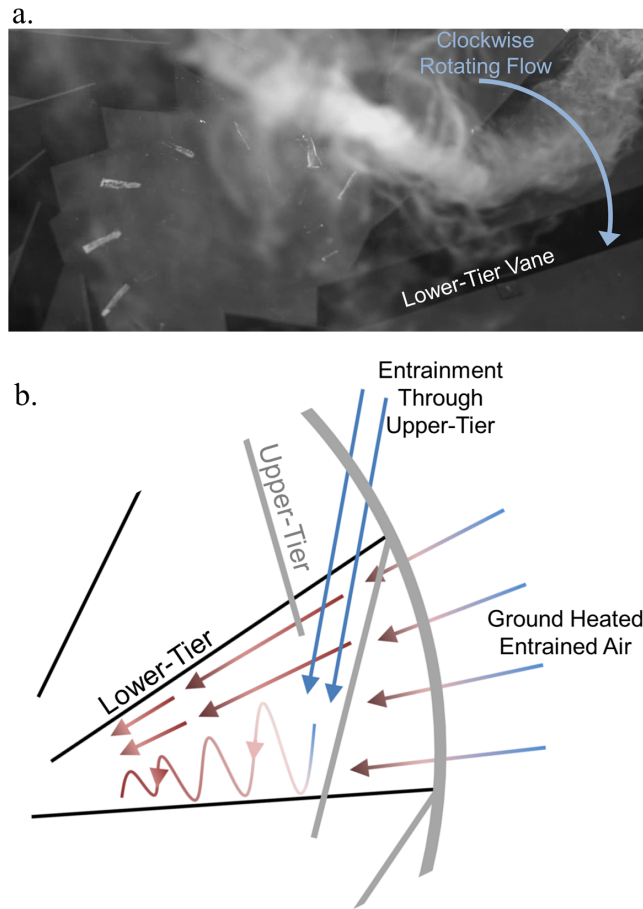 a.
Clockwise
Rotating Flow
Lower-Tier Vane
b.
Entrainment
Through
Upper-Tier
Upper-Tier
Ground Heated
Entrained Air
Lower-Tier